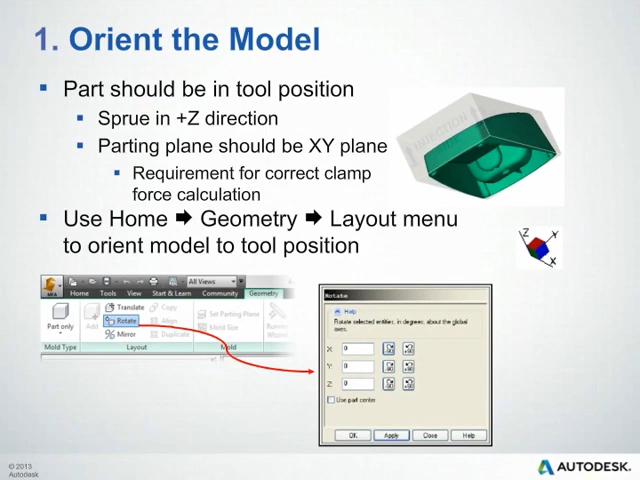 1. Orient the Model
Part should be in tool position
Sprue in +Z direction
Parting plane should be XY plane
Requirement for correct clamp
force calculation
Use Home Geometry Layout menu
to orient model to tool position
INJECTION
Z
Y
X
All Views
Home Tools View Start & Learn Community Geometry
Part only
Add
Translate
Rotate
Mirror
Copy
Align
Duplicate
Set Parting Plane
Mold Size
Mold Type
Layout
Mold
Rotate
Help
Rotate selected entities, in degrees, about the global
axes.
X: 0
Y: 0
Z: 0
Use part center
OK Apply Close Help
© 2013
Autodesk
AUTODESK.